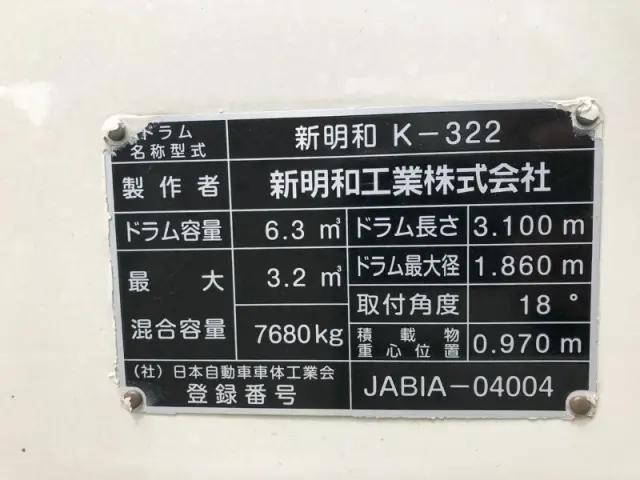 ドラム
名称型式
新明和 K-322
製作者
新明和工業株式会社
ドラム容量
6.3 m³
ドラム長さ
3.100 m
最大
混合容量
3.2 m³
7680kg
ドラム最大径
1.860 m
取付角度
18°
積載物
重心位置
0.970 m
(社)日本自動車車体工業会
登録番号
JABIA-04004